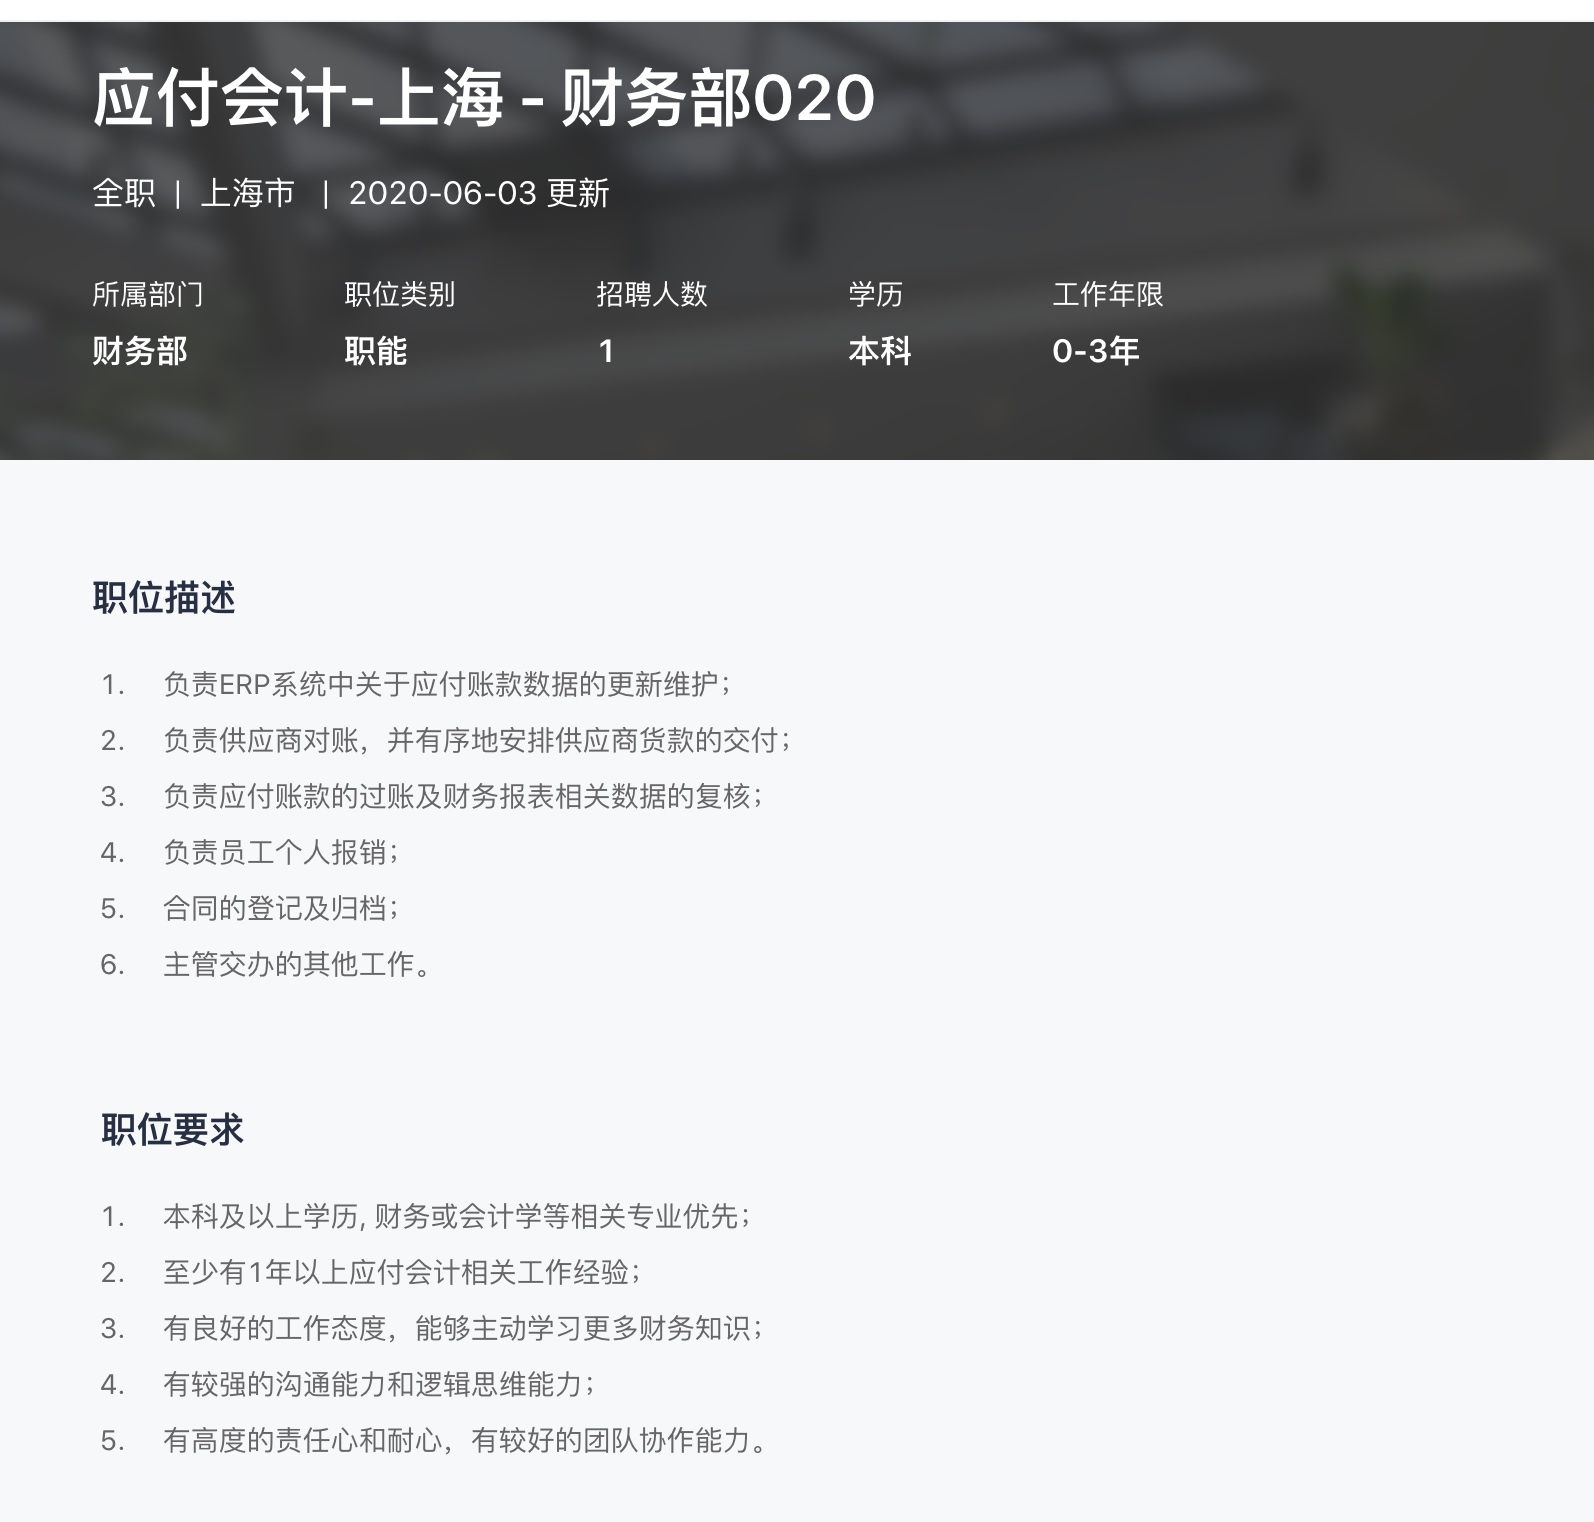 应付会计-上海 - 财务部020
全职 | 上海市 | 2020-06-03 更新
所属部门 职位类别 招聘人数 学历 工作年限
财务部 职能 1 本科 0-3年
职位描述
1. 负责ERP系统中关于应付账款数据的更新维护；
2. 负责供应商对账，并有序地安排供应商货款的交付；
3. 负责应付账款的过账及财务报表相关数据的复核；
4. 负责员工个人报销；
5. 合同的登记及归档；
6. 主管交办的其他工作。
职位要求
1. 本科及以上学历, 财务或会计学等相关专业优先；
2. 至少有1年以上应付会计相关工作经验；
3. 有良好的工作态度，能够主动学习更多财务知识；
4. 有较强的沟通能力和逻辑思维能力；
5. 有高度的责任心和耐心，有较好的团队协作能力。